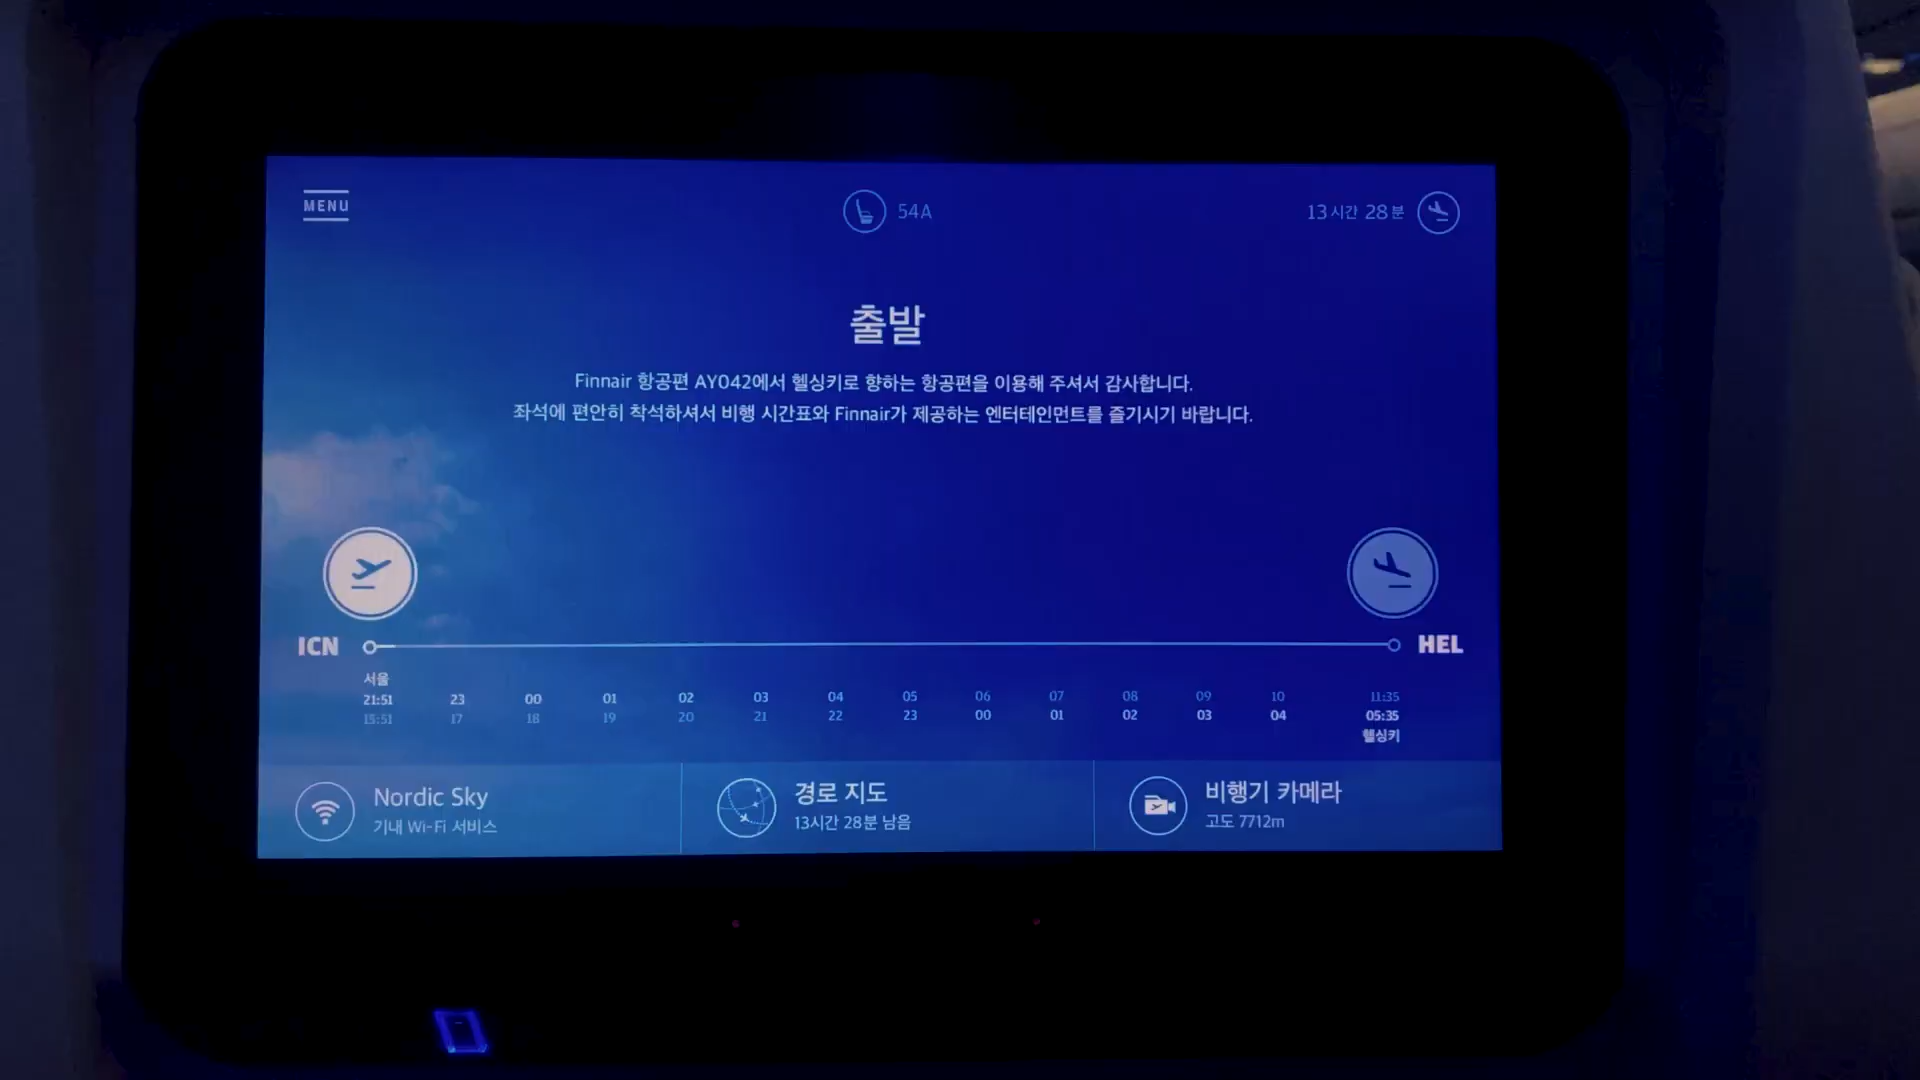 MENU
54A
13시간 28분
출발
Finnair 항공편 AY042에서 헬싱키로 향하는 항공편을 이용해 주셔서 감사합니다.
좌석에 편안히 착석하셔서 비행 시간표와 Finnair가 제공하는 엔터테인먼트를 즐기시기 바랍니다.
ICN
HEL
서울
21:51 23 00 01 02 03 04 05 06 07 08 09 10 11:35
15:51 17 18 19 20 21 22 23 00 01 02 03 04 05:35
헬싱키
Nordic Sky
기내 Wi-Fi 서비스
경로 지도
13시간 28분 남음
비행기 카메라
고도 7712m